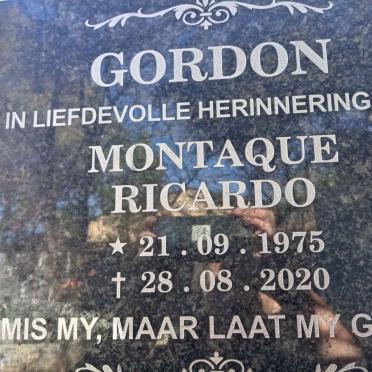 GORDON
IN LIEFDEVOLLE HERINNERING
MONTAQUE
RICARDO
★ 21 . 09 . 1975
† 28 . 08 . 2020
MIS MY, MAAR LAAT MY G